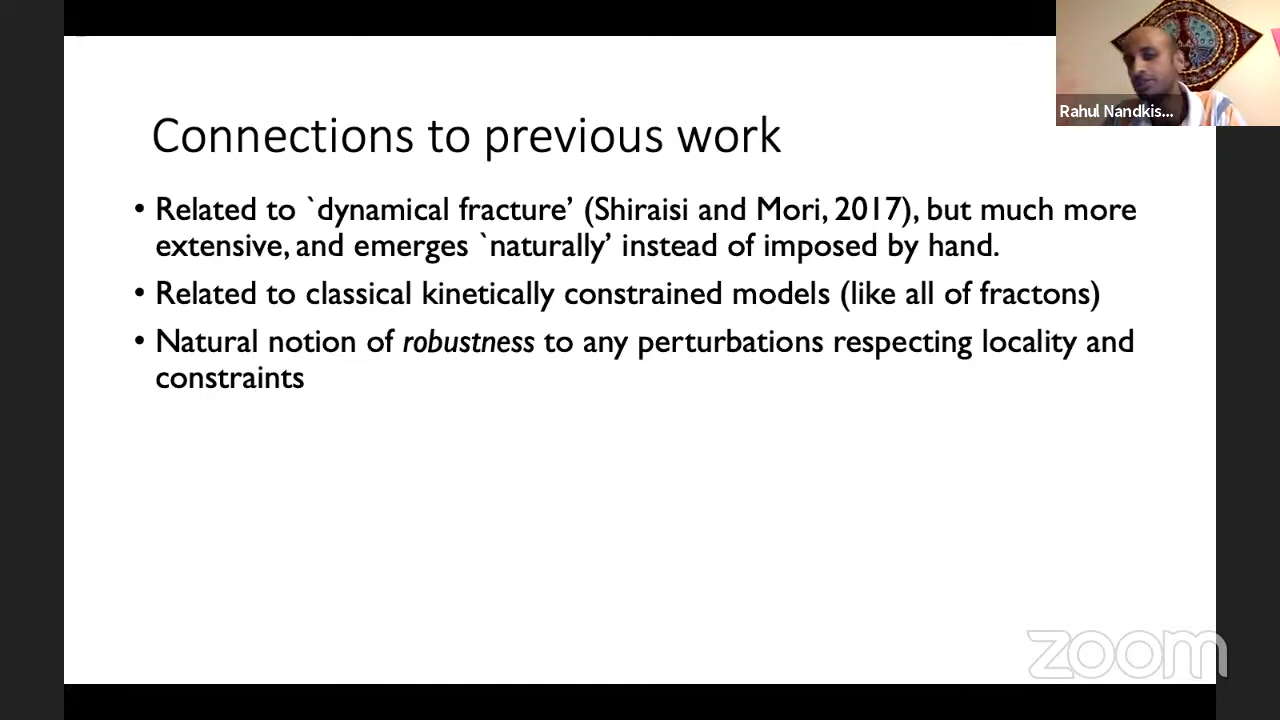 Rahul Nandkis...
Connections to previous work
• Related to `dynamical fracture’ (Shiraisi and Mori, 2017), but much more
extensive, and emerges `naturally’ instead of imposed by hand.
• Related to classical kinetically constrained models (like all of fractons)
• Natural notion of robustness to any perturbations respecting locality and
constraints
zoom